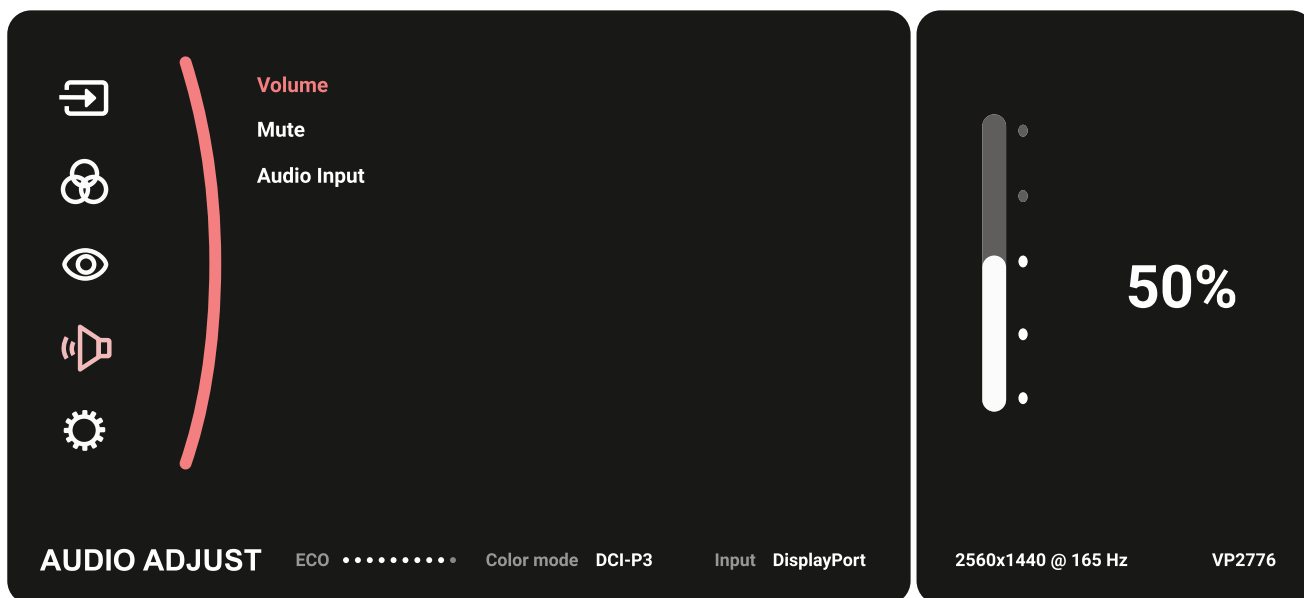 Volume
Mute
Audio Input
50%
AUDIO ADJUST ECO Color mode DCI-P3 Input DisplayPort 2560x1440 @ 165 Hz VP2776